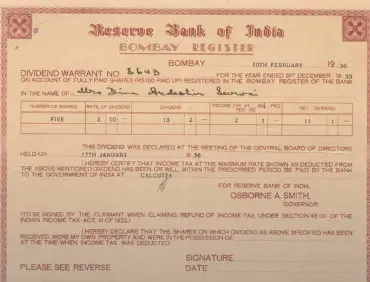 Reserve Bank of India
BOMBAY REGISTER
BOMBAY 10TH FEBRUARY 1936
DIVIDEND WARRANT NO. 8643 FOR THE YEAR ENDED 31ST DECEMBER 1935
ON ACCOUNT OF FULLY PAID SHARES (RS 100 PAID UP) REGISTERED IN THE BOMBAY REGISTER OF THE BANK
IN THE NAME OF Mrs Dina Ardeshir
NUMBER OF SHARES RATE OF DIVIDEND DIVIDEND INCOME TAX AT PER RE. NET DIVIDEND
FIVE 2 10 — 13 2 — 2 1 — 11 1 —
THIS DIVIDEND WAS DECLARED AT THE MEETING OF THE CENTRAL BOARD OF DIRECTORS
HELD ON 17TH JANUARY 1936
I HEREBY CERTIFY THAT INCOME TAX AT THE MAXIMUM RATE SHOWN AS DEDUCTED FROM
THE ABOVE MENTIONED DIVIDEND HAS BEEN OR WILL, WITHIN THE PRESCRIBED PERIOD, BE PAID BY THE BANK
TO THE GOVERNMENT OF INDIA AT CALCUTTA
FOR RESERVE BANK OF INDIA,
OSBORNE A SMITH,
GOVERNOR.
(TO BE SIGNED BY THE CLAIMANT WHEN CLAIMING REFUND OF INCOME TAX UNDER SECTION 48 (1) OF THE
INDIAN INCOME-TAX ACT, XI OF 1922.)
I HEREBY DECLARE THAT THE SHARES ON WHICH DIVIDEND AS ABOVE SPECIFIED HAS BEEN
RECEIVED, WERE MY OWN PROPERTY AND WERE IN THE POSSESSION OF
AT THE TIME WHEN INCOME TAX WAS DEDUCTED.
SIGNATURE
PLEASE SEE REVERSE DATE